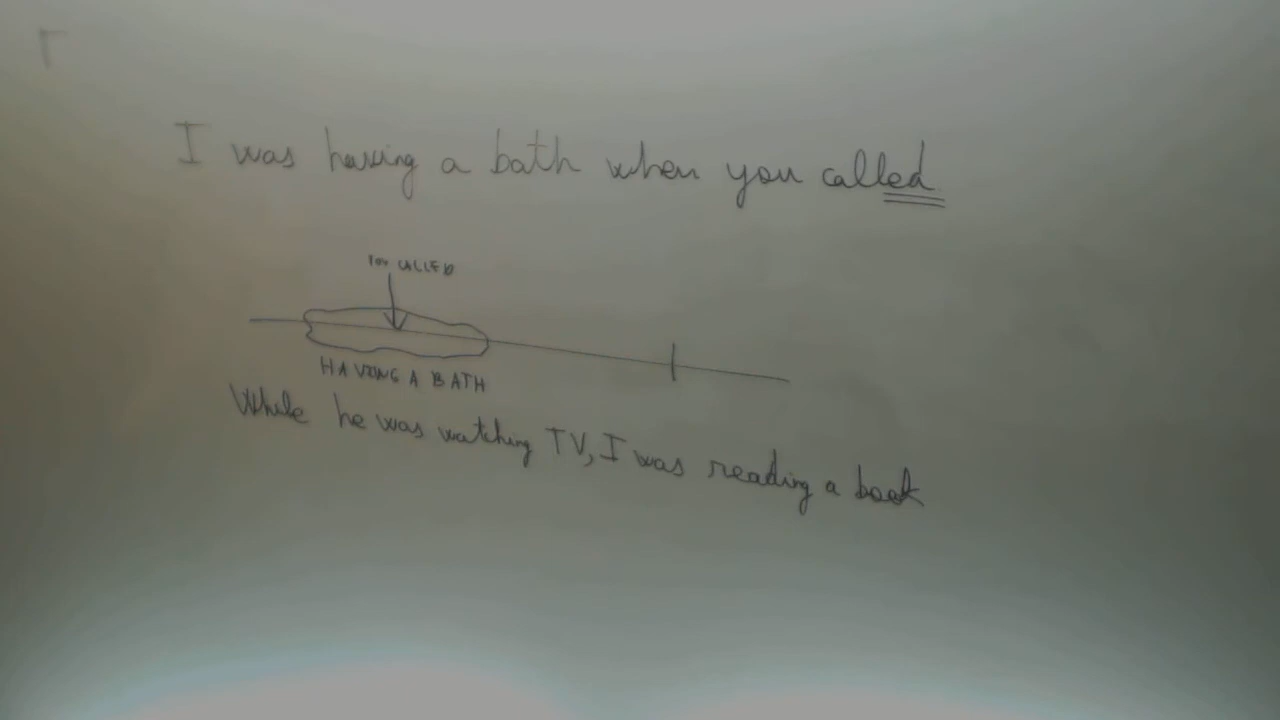 I was having a bath when you called
YOU CALLED
HAVING A BATH
While he was watching TV, I was reading a book